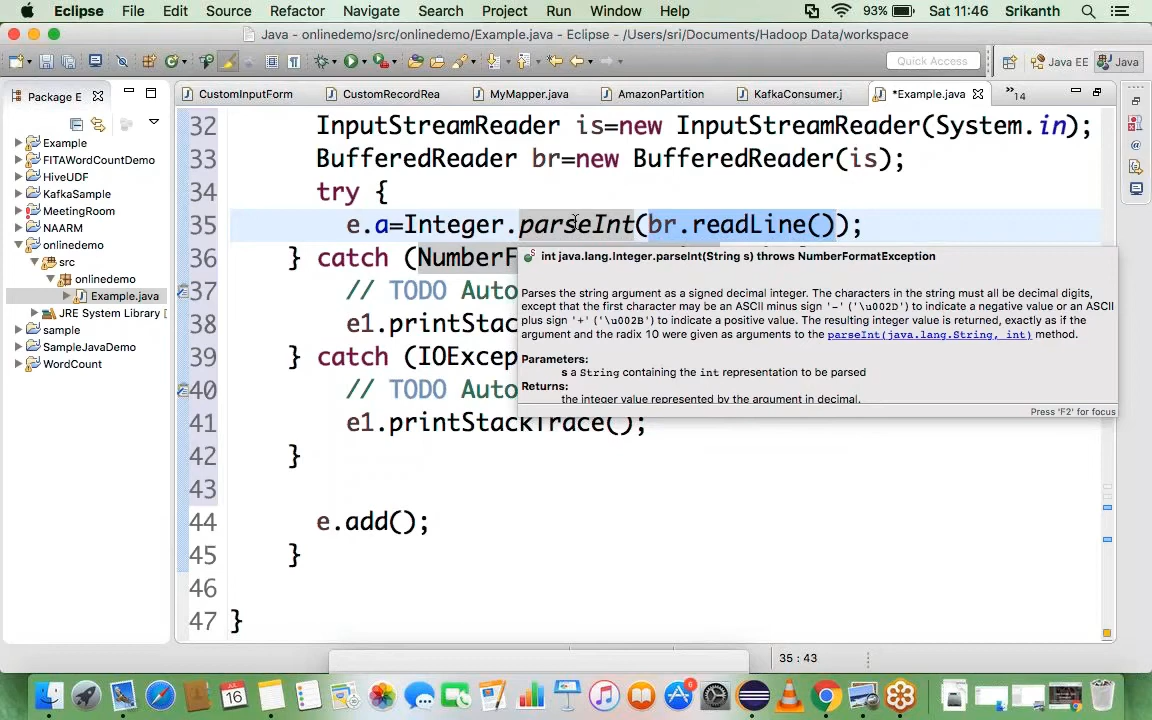 Eclipse File Edit Source Refactor Navigate Search Project Run Window Help 93% Sat 11:46 Srikanth
Java - onlinedemo/src/onlinedemo/Example.java - Eclipse - /Users/sri/Documents/Hadoop Data/workspace
Quick Access Java EE Java
Package E
CustomInputForm CustomRecordRea MyMapper.java AmazonPartition KafkaConsumer.j *Example.java »14
Example
FITAWordCountDemo
HiveUDF
KafkaSample
MeetingRoom
NAARM
onlinedemo
src
onlinedemo
Example.java
JRE System Library [
sample
SampleJavaDemo
WordCount
32 InputStreamReader is=new InputStreamReader(System.in);
33 BufferedReader br=new BufferedReader(is);
34 try {
35 e.a=Integer.parseInt(br.readLine());
36 } catch (NumberF
37 // TODO Auto
38 e1.printStac
39 } catch (IOExcep
40 // TODO Auto
41 e1.printStackTrace();
42 }
43
44 e.add();
45 }
46
47 }
int java.lang.Integer.parseInt(String s) throws NumberFormatException
Parses the string argument as a signed decimal integer. The characters in the string must all be decimal digits,
except that the first character may be an ASCII minus sign '-' ('\u002D') to indicate a negative value or an ASCII
plus sign '+' ('\u002B') to indicate a positive value. The resulting integer value is returned, exactly as if the
argument and the radix 10 were given as arguments to the parseInt(java.lang.String, int) method.
Parameters:
s a String containing the int representation to be parsed
Returns:
the integer value represented by the argument in decimal.
Press 'F2' for focus
35 : 43